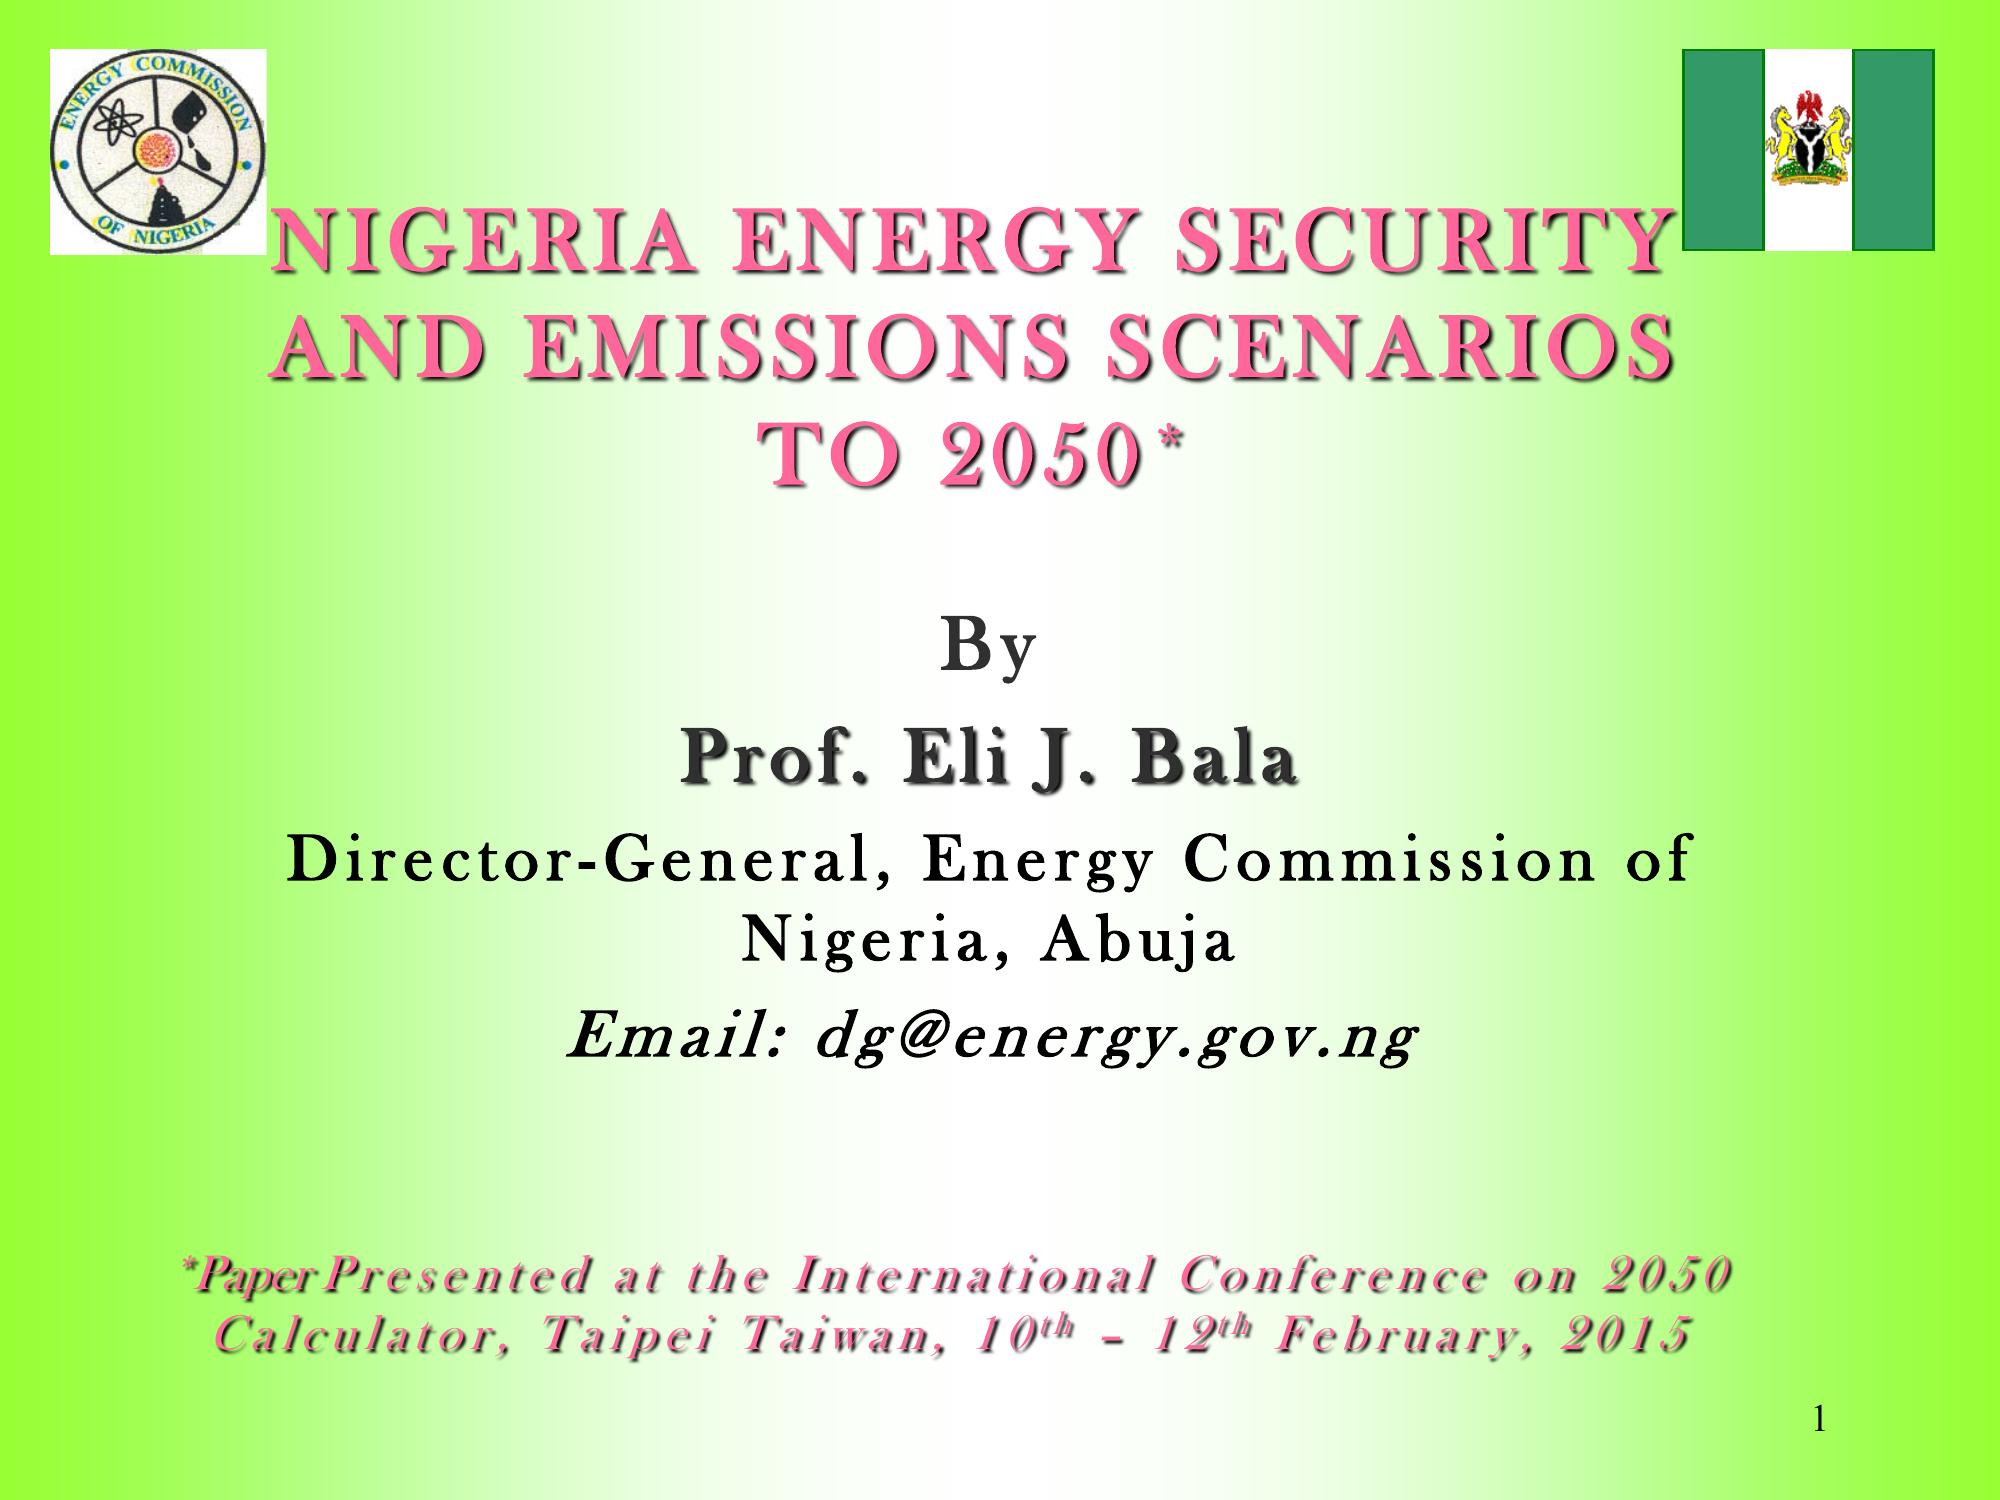 ENERGY COMMISSION
OF NIGERIA
NIGERIA ENERGY SECURITY
AND EMISSIONS SCENARIOS
TO 2050*
By
Prof. Eli J. Bala
Director-General, Energy Commission of
Nigeria, Abuja
Email: dg@energy.gov.ng
*Paper Presented at the International Conference on 2050
Calculator, Taipei Taiwan, 10th – 12th February, 2015
1